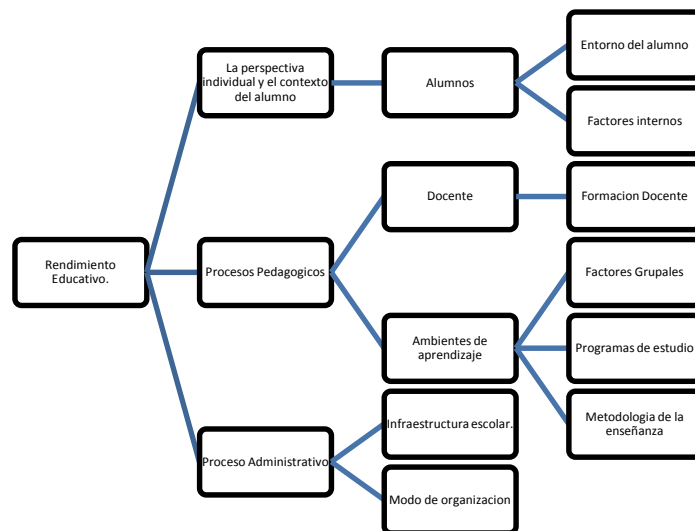 Rendimiento
Educativo.
La perspectiva
individual y el contexto
del alumno
Alumnos
Entorno del alumno
Factores internos
Procesos Pedagogicos
Docente
Formacion Docente
Ambientes de
aprendizaje
Factores Grupales
Programas de estudio
Metodologia de la
enseñanza
Proceso Administrativo
Infraestructura escolar.
Modo de organizacion